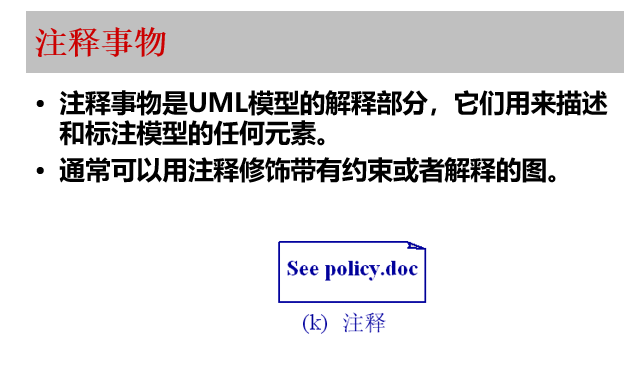 注释事物
• 注释事物是UML模型的解释部分，它们用来描述
和标注模型的任何元素。
• 通常可以用注释修饰带有约束或者解释的图。
See policy.doc
(k) 注释